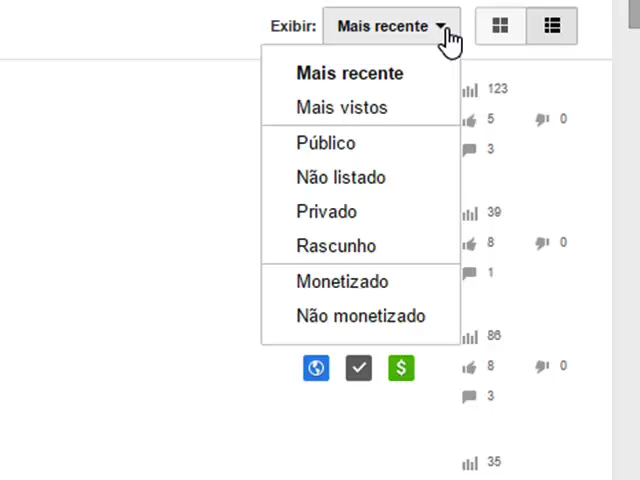 Exibir: Mais recente
Mais recente
Mais vistos
Público
Não listado
Privado
Rascunho
Monetizado
Não monetizado
123
5 0
3
39
8 0
1
$
86
8 0
3
35